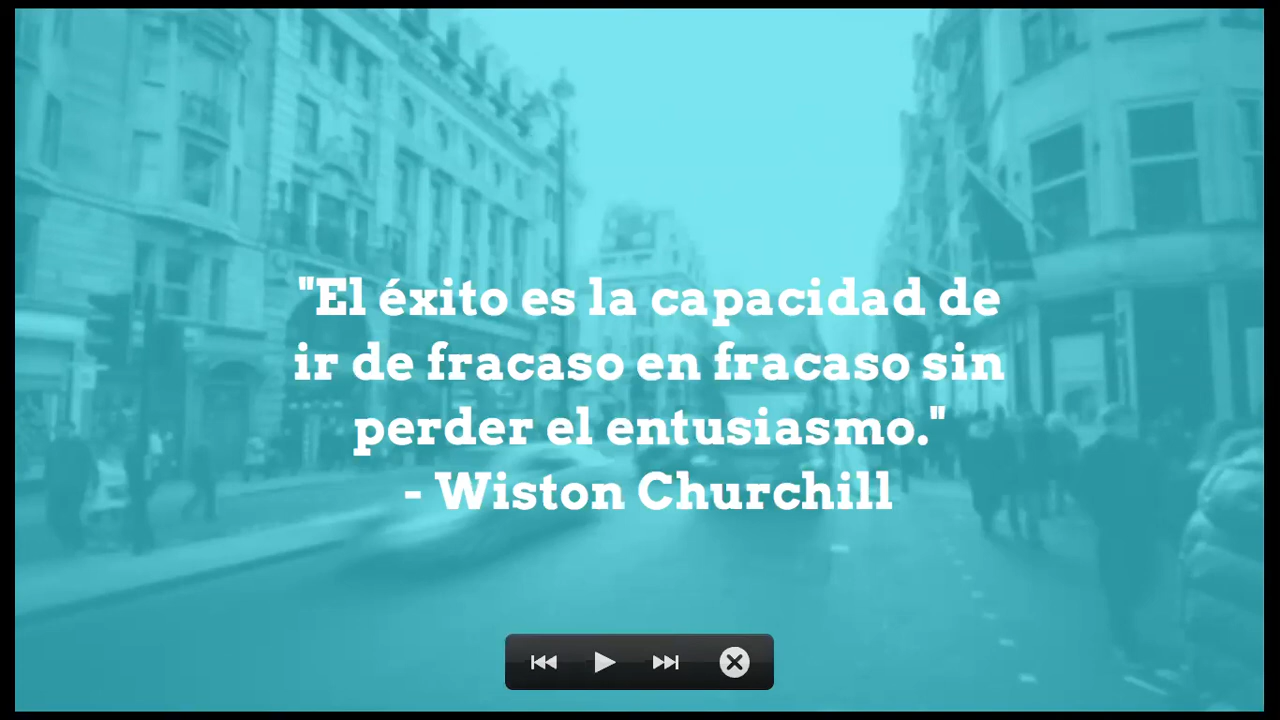 "El éxito es la capacidad de
ir de fracaso en fracaso sin
perder el entusiasmo."
- Wiston Churchill